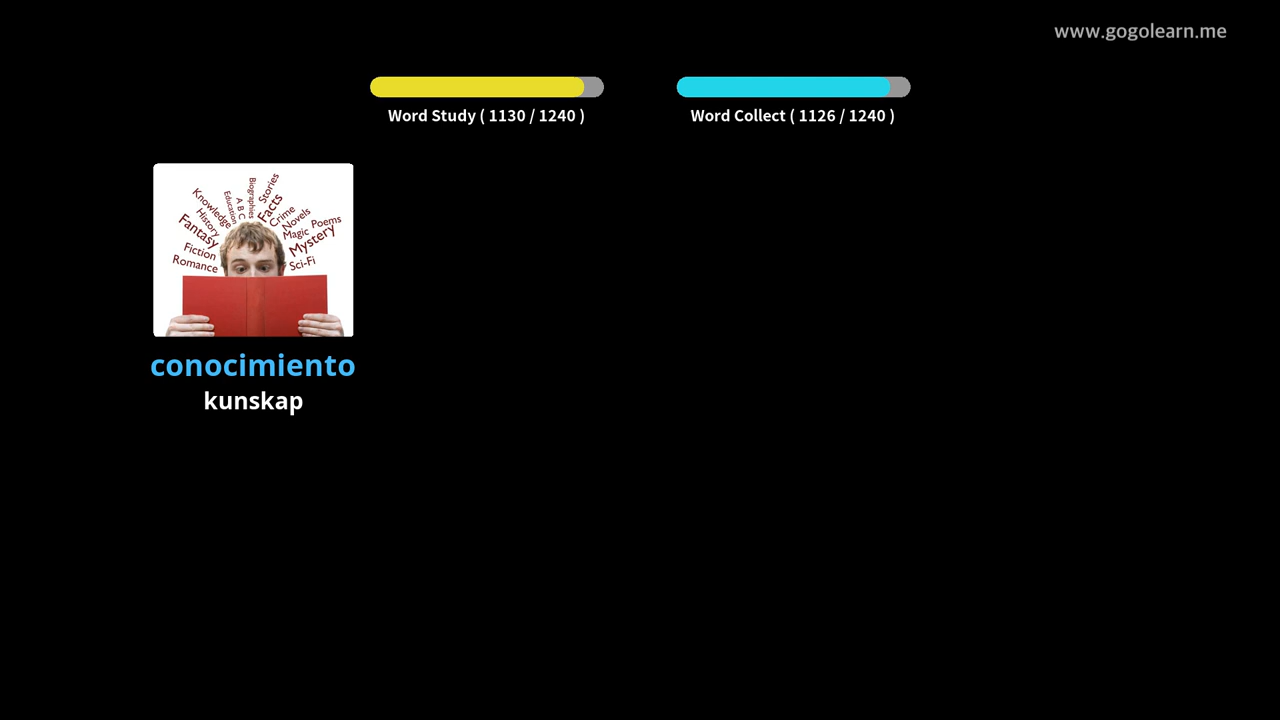 www.gogolearn.me
Word Study ( 1130 / 1240 )
Word Collect ( 1126 / 1240 )
Knowledge
History
Fantasy
Fiction
Romance
Education
A B C
Biographies
Stories
Facts
Crime
Novels
Magic
Poems
Mystery
Sci-Fi
conocimiento
kunskap